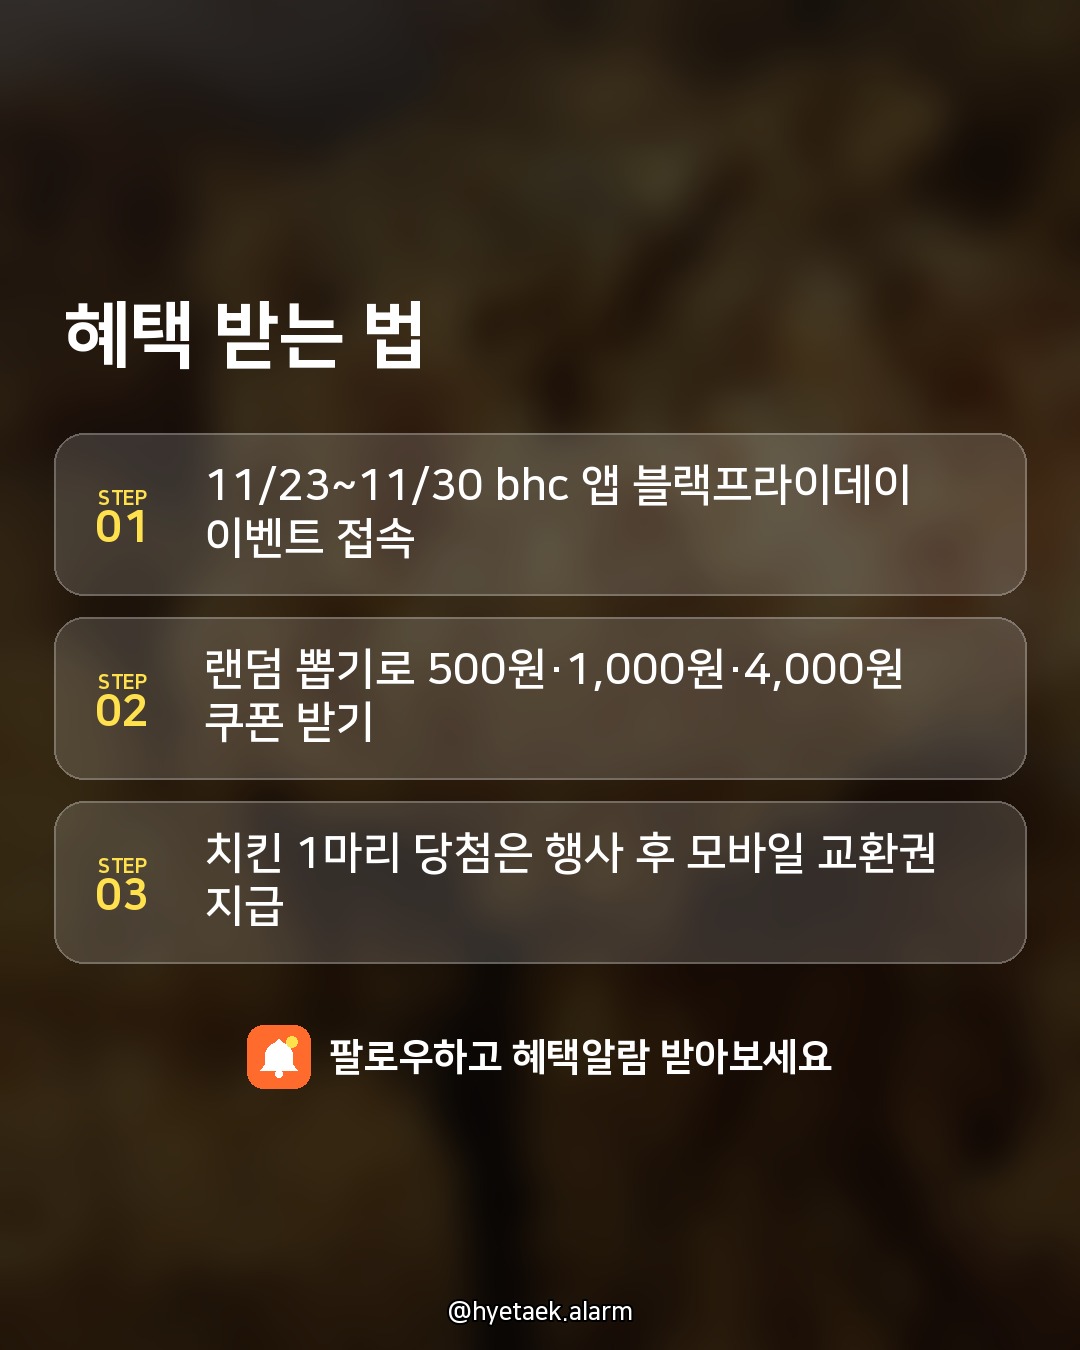 혜택 받는 법
STEP
01
11/23~11/30 bhc 앱 블랙프라이데이
이벤트 접속
STEP
02
랜덤 뽑기로 500원·1,000원·4,000원
쿠폰 받기
STEP
03
치킨 1마리 당첨은 행사 후 모바일 교환권
지급
팔로우하고 혜택알람 받아보세요
@hyetaek.alarm